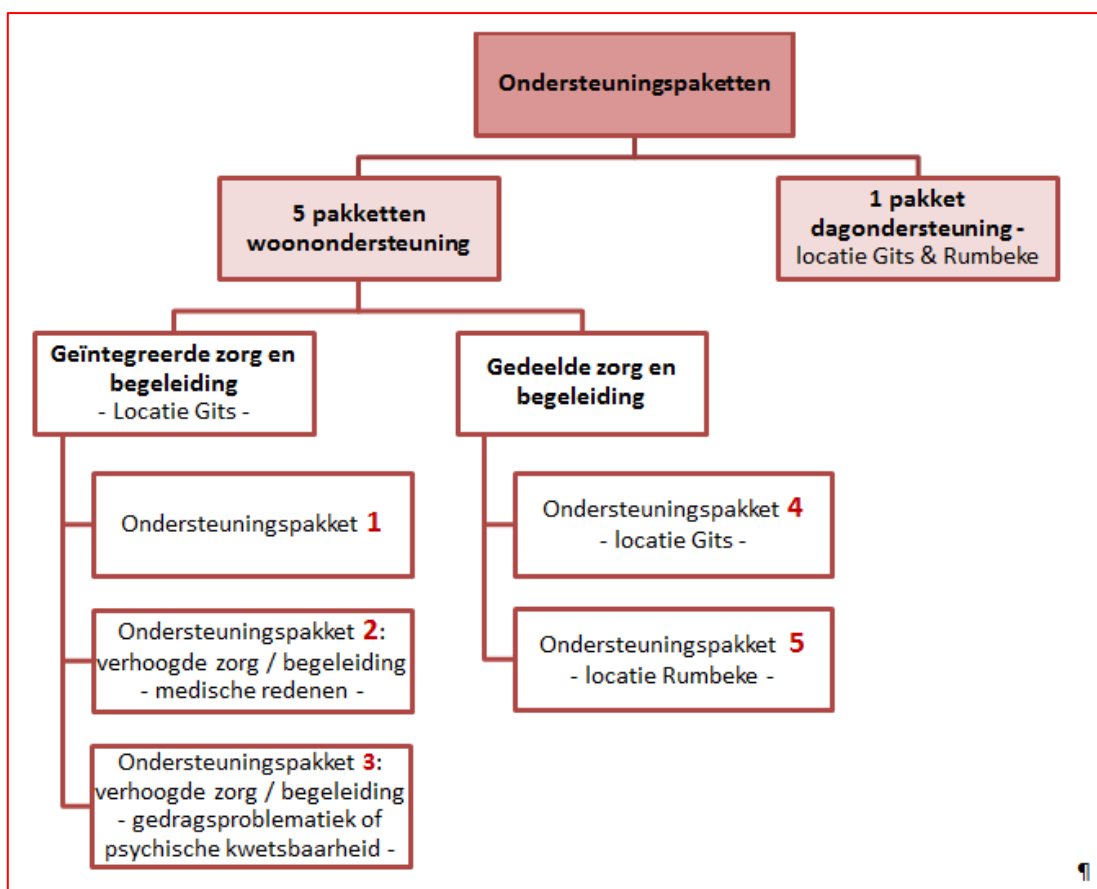 Ondersteuningspaketten
5 pakketten
woonondersteuning
1 pakket
dagondersteuning -
locatie Gits & Rumbeke
Geïntegreerde zorg en
begeleiding
- Locatie Gits -
Gedeelde zorg en
begeleiding
Ondersteuningspakket 1
Ondersteuningspakket 2:
verhoogde zorg / begeleiding
- medische redenen -
Ondersteuningspakket 3:
verhoogde zorg / begeleiding
- gedragsproblematiek of
psychische kwetsbaarheid -
Ondersteuningspakket 4
- locatie Gits -
Ondersteuningspakket 5
- locatie Rumbeke -
¶